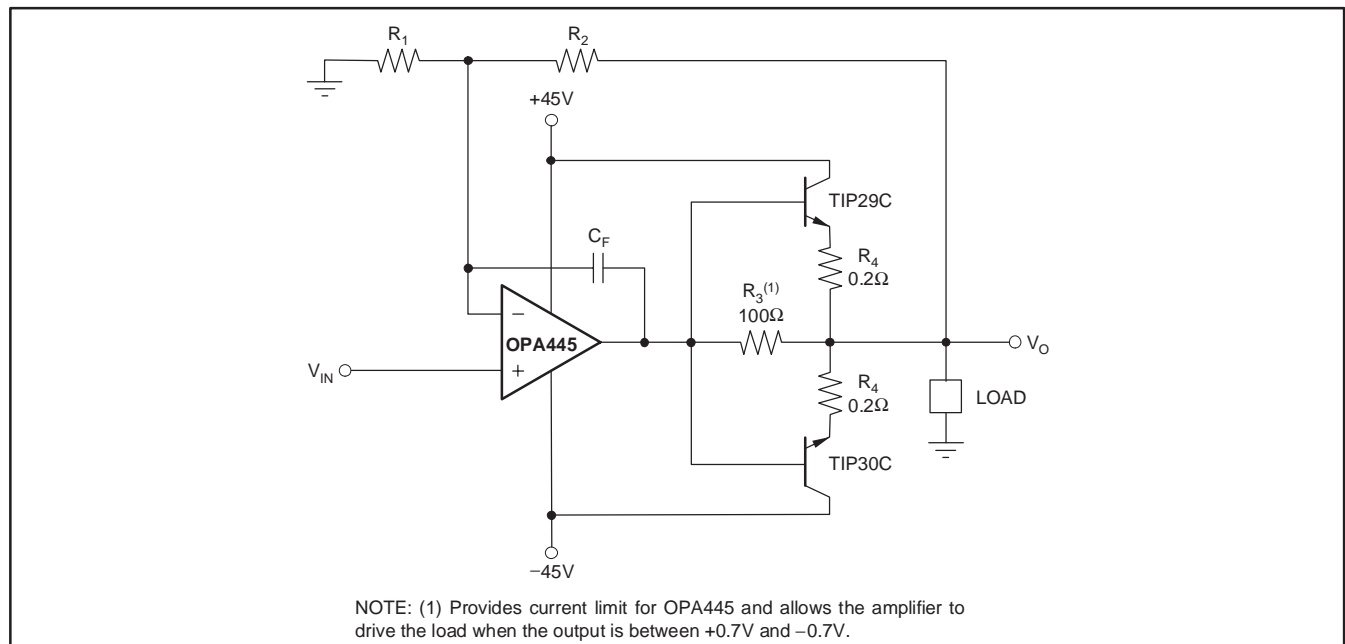 R1
R2
+45V
TIP29C
CF
R4
0.2Ω
R3(1)
100Ω
−
OPA445
+
VIN
VO
R4
0.2Ω
LOAD
TIP30C
−45V
NOTE: (1) Provides current limit for OPA445 and allows the amplifier to
drive the load when the output is between +0.7V and −0.7V.